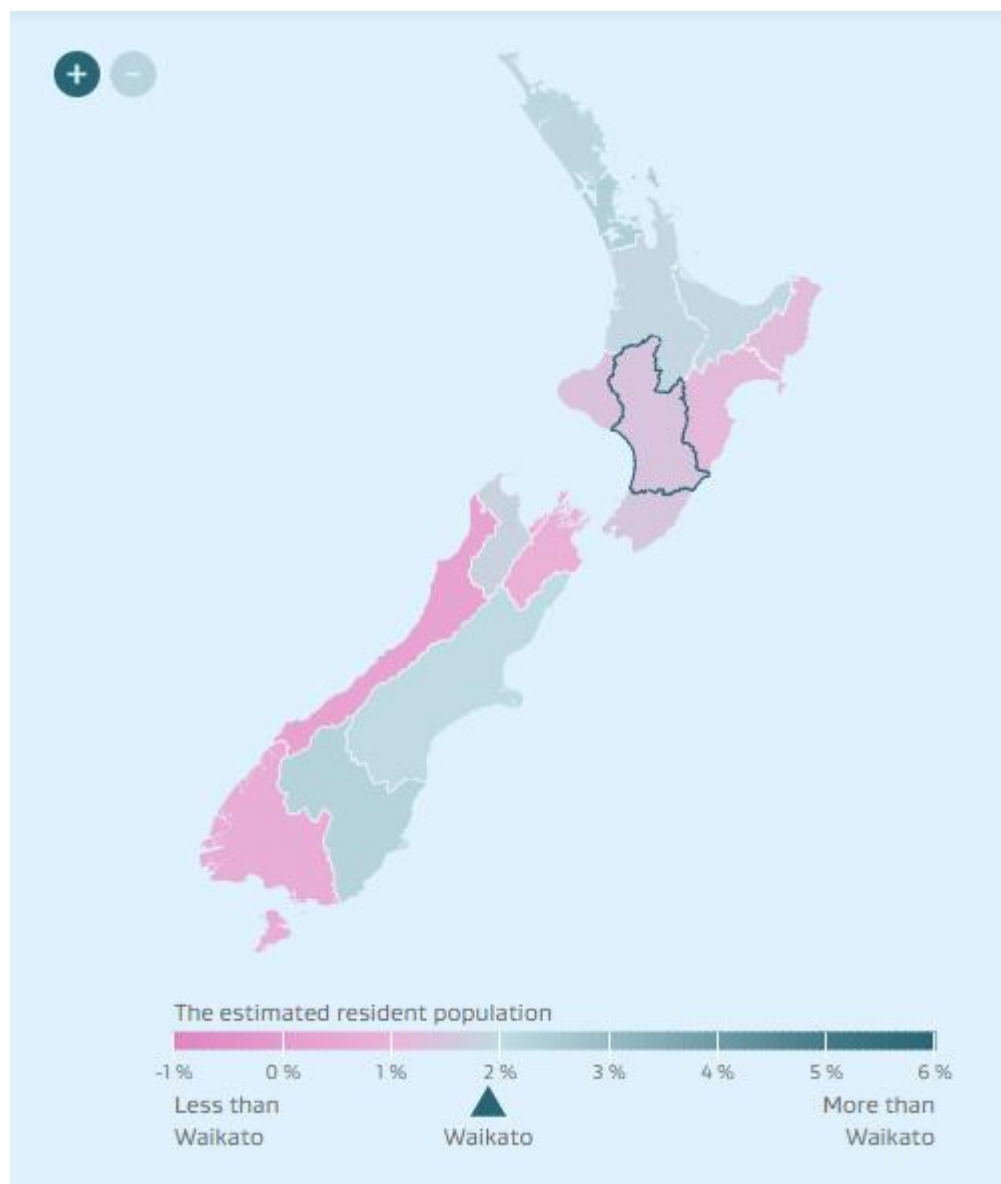 + −
The estimated resident population
-1 % 0 % 1 % 2 % 3 % 4 % 5 % 6 %
Less than Waikato
Waikato
More than Waikato